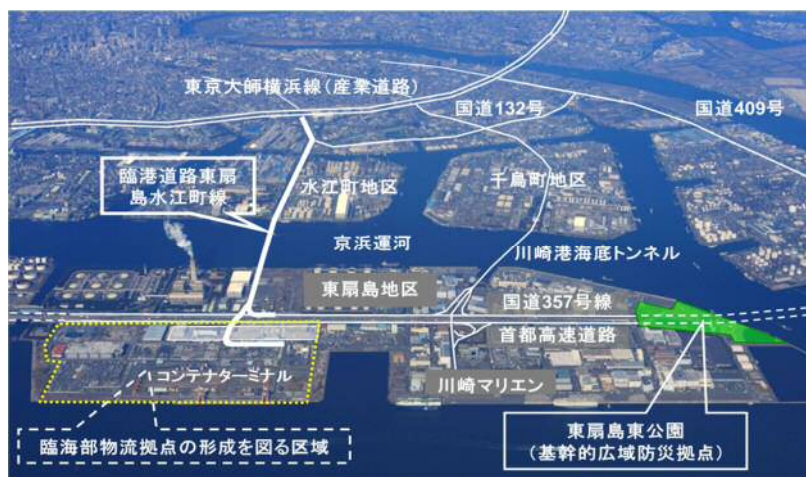 東京大師横浜線(産業道路)
国道132号
国道409号
臨港道路東扇
島水江町線
水江町地区
千鳥町地区
京浜運河
川崎港海底トンネル
東扇島地区
国道357号線
首都高速道路
コンテナターミナル
川崎マリエン
臨海部物流拠点の形成を図る区域
東扇島東公園
(基幹的広域防災拠点)